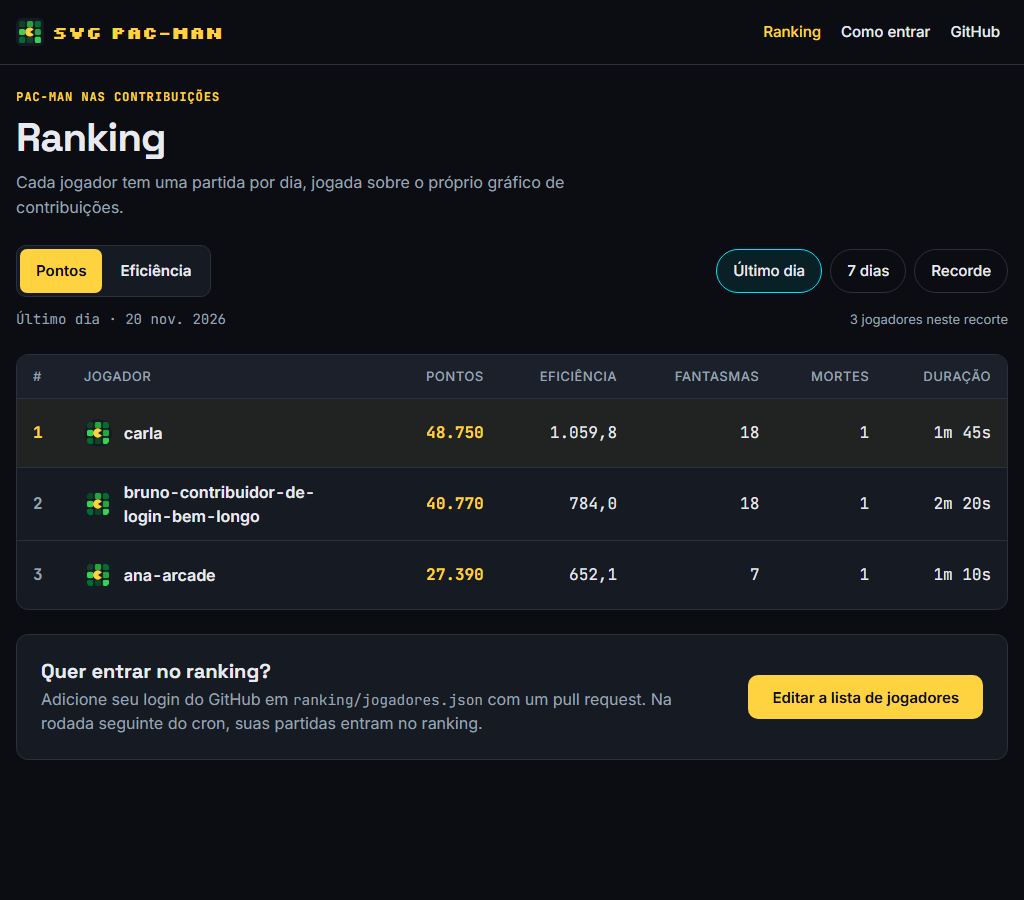 SVG PAC-MAN
Ranking Como entrar GitHub
PAC-MAN NAS CONTRIBUIÇÕES
Ranking
Cada jogador tem uma partida por dia, jogada sobre o próprio gráfico de
contribuições.
Pontos Eficiência Último dia 7 dias Recorde
Último dia · 20 nov. 2026 3 jogadores neste recorte
# JOGADOR PONTOS EFICIÊNCIA FANTASMAS MORTES DURAÇÃO
1 carla 48.750 1.059,8 18 1 1m 45s
2 bruno-contribuidor-de-
login-bem-longo 40.770 784,0 18 1 2m 20s
3 ana-arcade 27.390 652,1 7 1 1m 10s
Quer entrar no ranking?
Adicione seu login do GitHub em ranking/jogadores.json com um pull request. Na
rodada seguinte do cron, suas partidas entram no ranking.
Editar a lista de jogadores